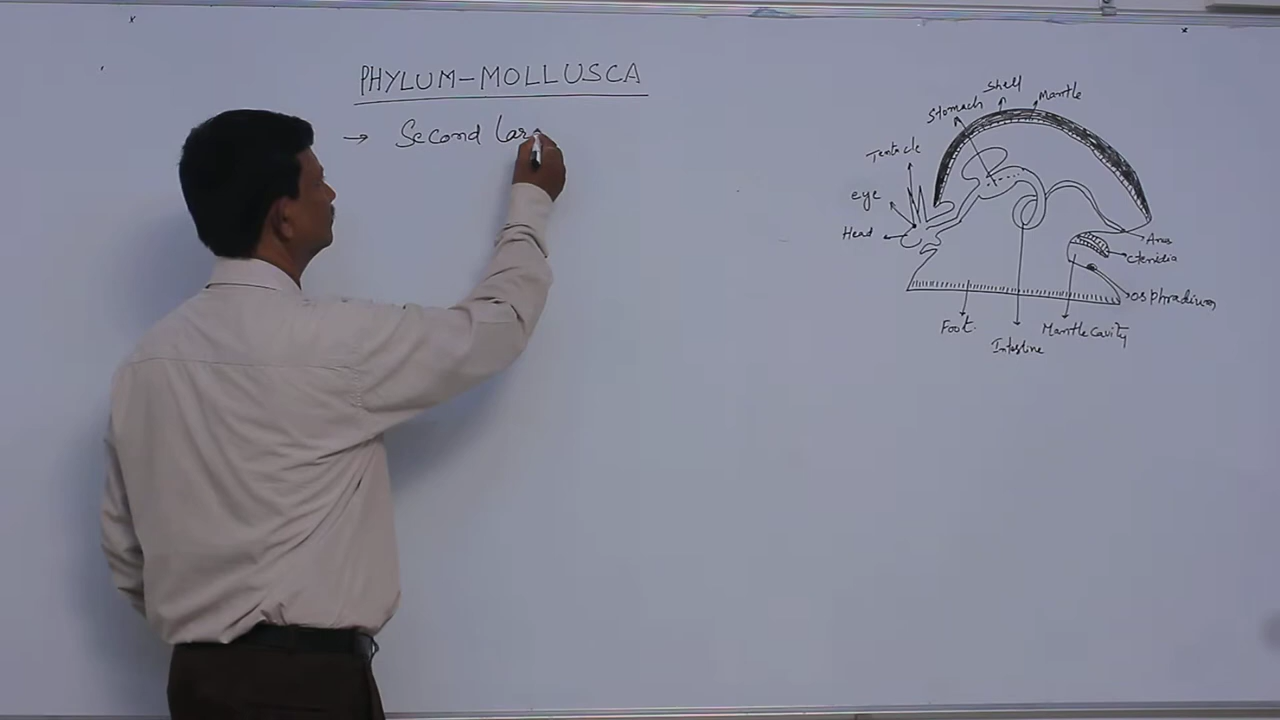 PHYLUM-MOLLUSCA
→ Second Lar
Shell
Stomach
Mantle
Tentacle
eye
Head
Anus
ctenidia
osphradium
Foot.
Mantle cavity
Intestine